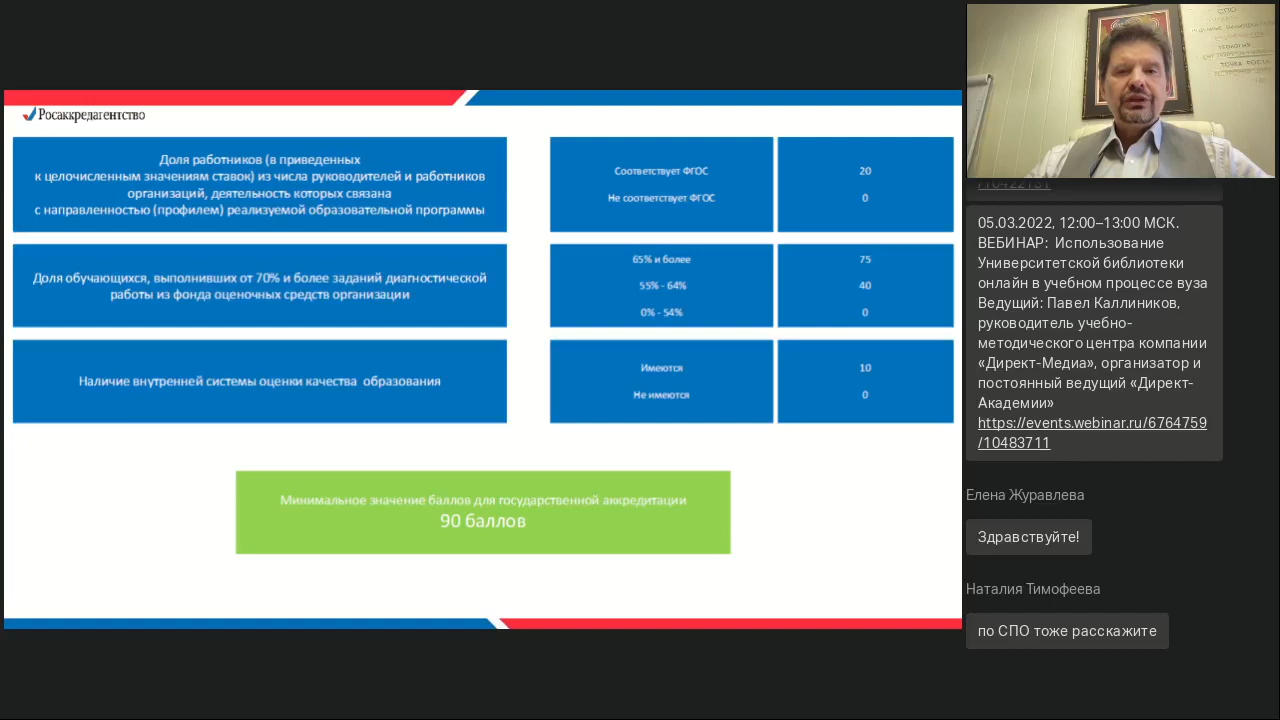 Росаккредагентство
Доля работников (в приведенных
к целочисленным значениям ставок) из числа руководителей и работников
организаций, деятельность которых связана
с направленностью (профилем) реализуемой образовательной программы
Соответствует ФГОС
20
Не соответствует ФГОС
0
Доля обучающихся, выполнивших от 70% и более заданий диагностической
работы из фонда оценочных средств организации
65% и более
75
55% - 64%
40
0% - 54%
0
Наличие внутренней системы оценки качества образования
Имеются
10
Не имеются
0
Минимальное значение баллов для государственной аккредитации
90 баллов
СПО
ТЕОЛОГИЯ
ТОЧКА РОСТА
/10422131
05.03.2022, 12:00–13:00 МСК.
ВЕБИНАР: Использование
Университетской библиотеки
онлайн в учебном процессе вуза
Ведущий: Павел Каллиников,
руководитель учебно-
методического центра компании
«Директ-Медиа», организатор и
постоянный ведущий «Директ-
Академии»
https://events.webinar.ru/6764759
/10483711
Елена Журавлева
Здравствуйте!
Наталия Тимофеева
по СПО тоже расскажите